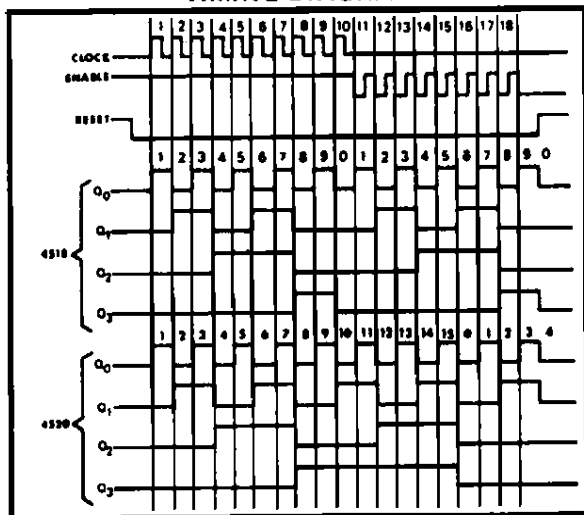 1 2 3 4 5 6 7 8 9 10 11 12 13 14 15 16 17 18
CLOCK
ENABLE
RESET
1 2 3 4 5 6 7 8 9 0 1 2 3 4 5 6 7 8 9 0
Q0
Q1
4518
Q2
Q3
1 2 3 4 5 6 7 8 9 10 11 12 13 14 15 0 1 2 3 4
Q0
Q1
4520
Q2
Q3